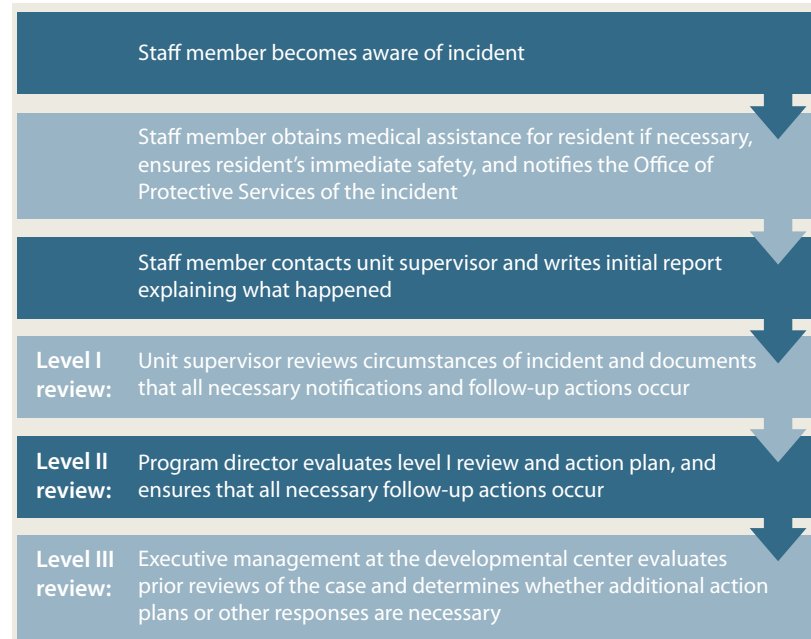 Staff member becomes aware of incident
Staff member obtains medical assistance for resident if necessary,
ensures resident's immediate safety, and notifies the Office of
Protective Services of the incident
Staff member contacts unit supervisor and writes initial report
explaining what happened
Level I review: Unit supervisor reviews circumstances of incident and documents
that all necessary notifications and follow-up actions occur
Level II review: Program director evaluates level I review and action plan, and
ensures that all necessary follow-up actions occur
Level III review: Executive management at the developmental center evaluates
prior reviews of the case and determines whether additional action
plans or other responses are necessary